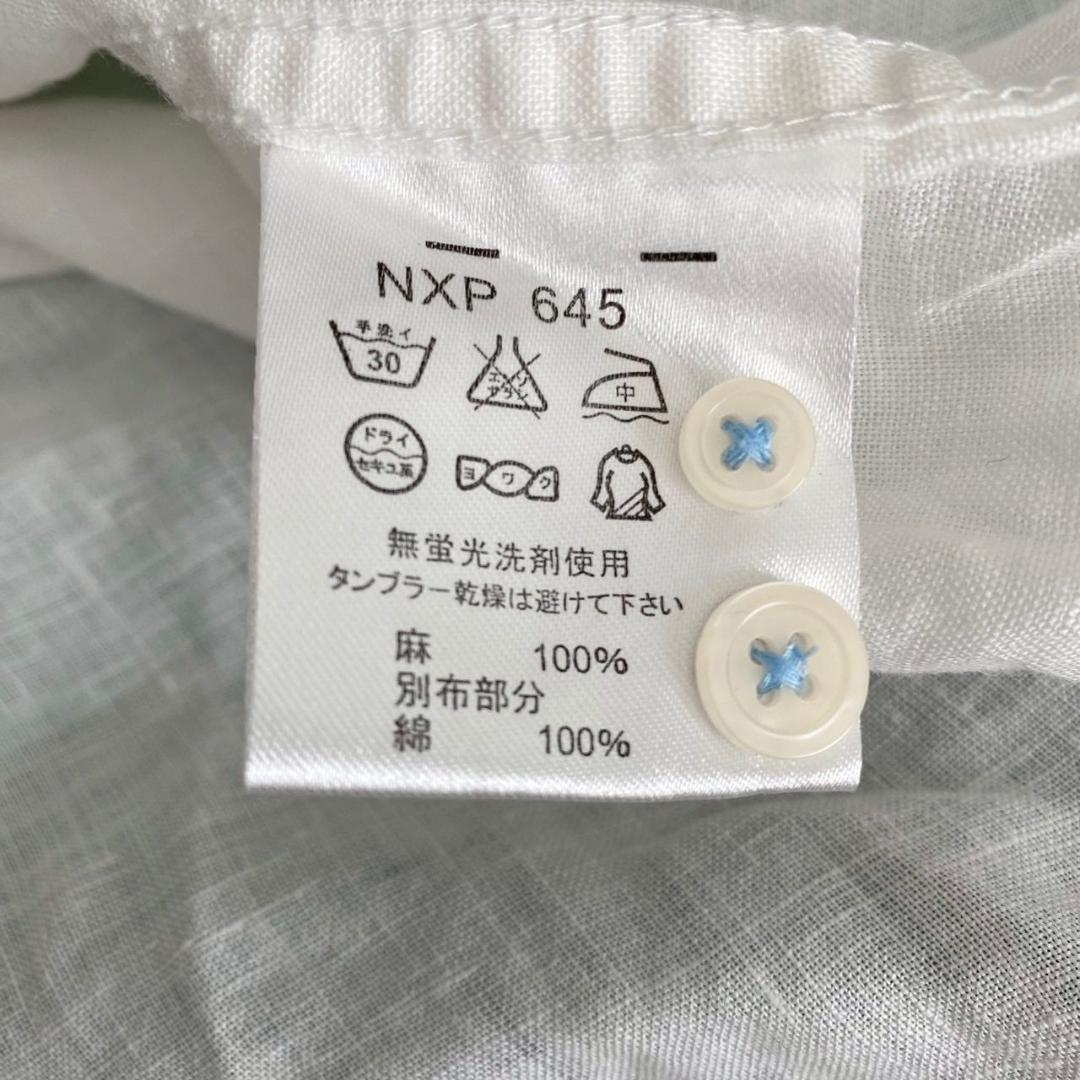 NXP 645
手洗イ
30
エンソ
サラシ
中
ドライ
セキユ系
ヨワク
無蛍光洗剤使用
タンブラー乾燥は避けて下さい
麻 100%
別布部分
綿 100%